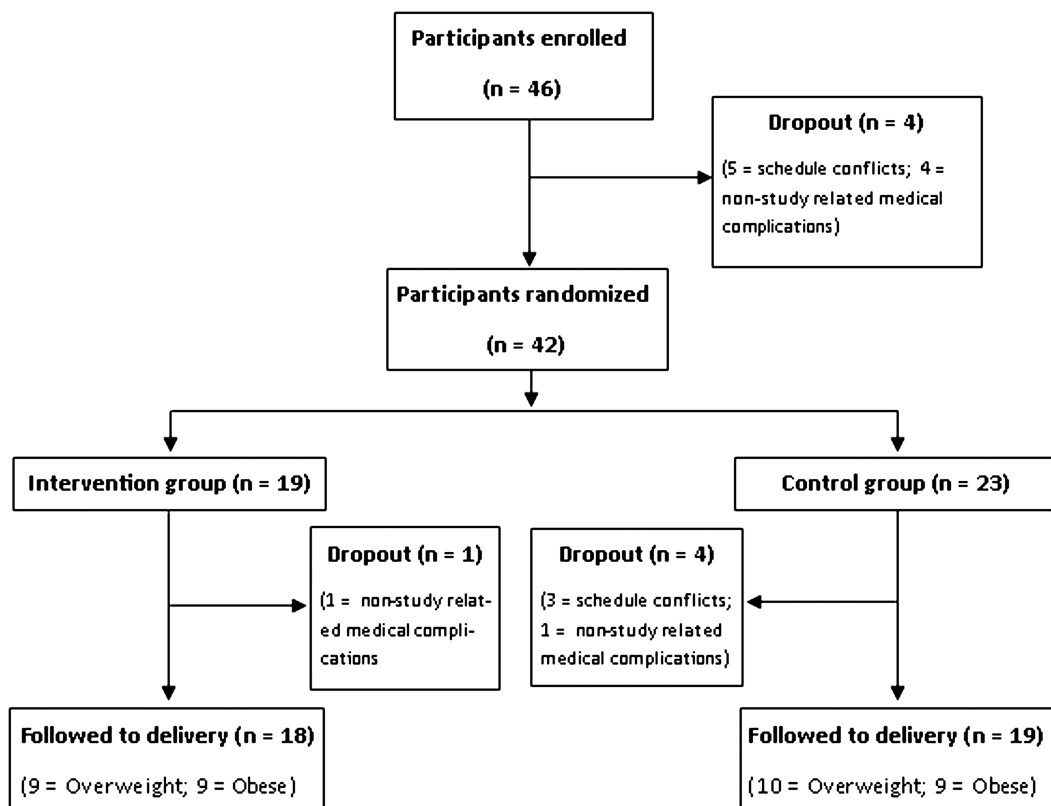 Participants enrolled
(n = 46)
Dropout (n = 4)
(5 = schedule conflicts; 4 =
non-study related medical
complications)
Participants randomized
(n = 42)
Intervention group (n = 19)
Control group (n = 23)
Dropout (n = 1)
(1 = non-study relat-
ed medical compli-
cations
Dropout (n = 4)
(3 = schedule conflicts;
1 = non-study related
medical complications)
Followed to delivery (n = 18)
(9 = Overweight; 9 = Obese)
Followed to delivery (n = 19)
(10 = Overweight; 9 = Obese)